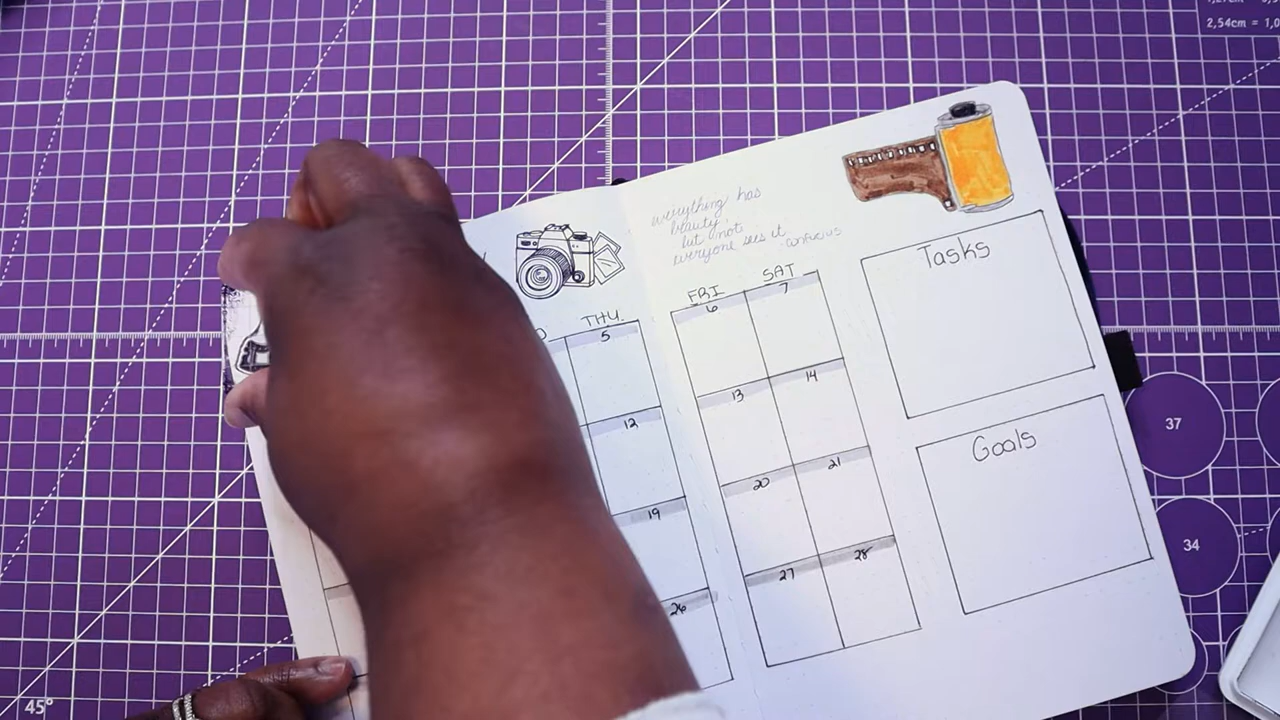 2,54cm = 1,0
everything has
beauty,
but not
everyone sees it
-confucius
THU.
5
12
19
26
FRI
SAT
6
7
13
14
20
21
27
28
Tasks
Goals
37
34
45°